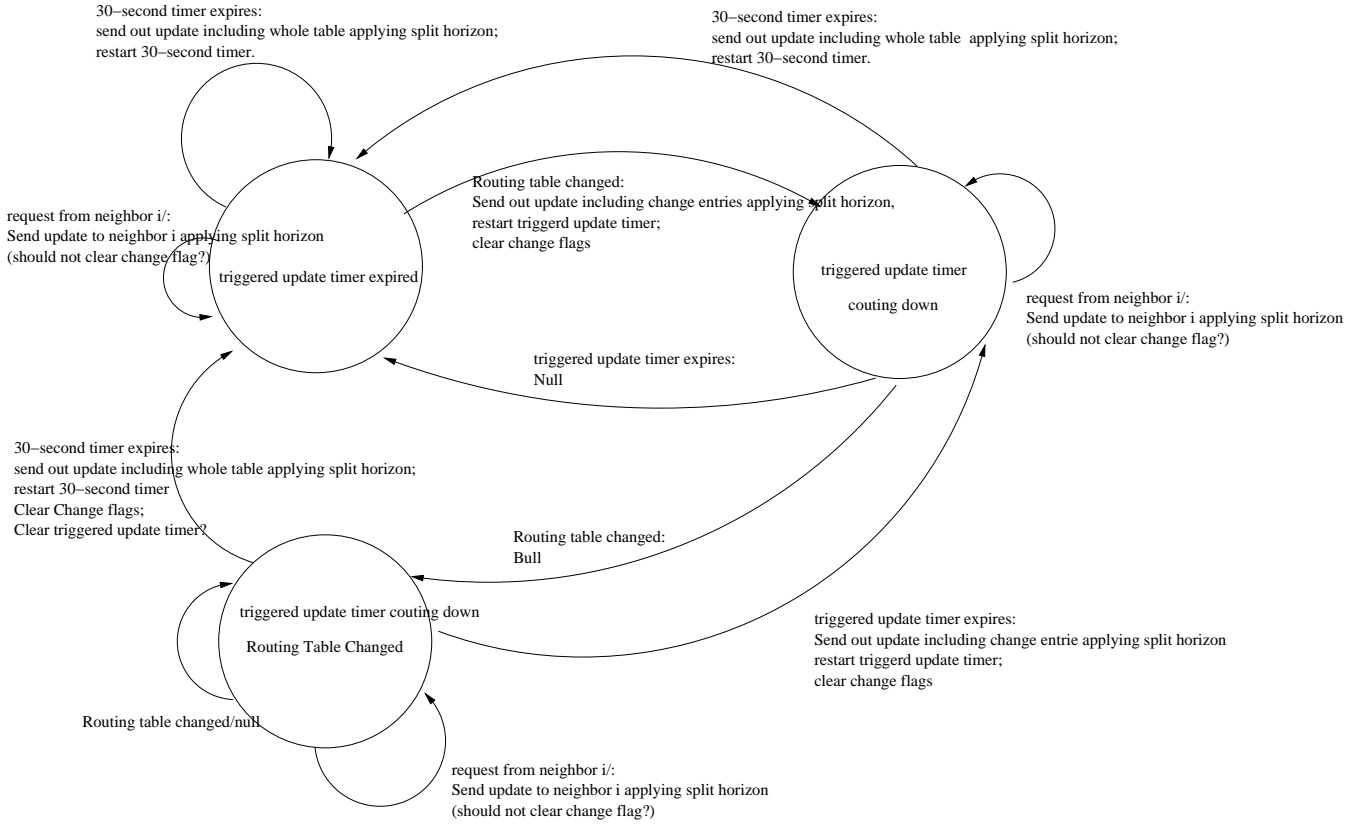 30−second timer expires:
send out update including whole table applying split horizon;
restart 30−second timer.
30−second timer expires:
send out update including whole table  applying split horizon;
restart 30−second timer.
Routing table changed:
Send out update including change entries applying split horizon,
restart triggerd update timer;
clear change flags
request from neighbor i/:
Send update to neighbor i applying split horizon
(should not clear change flag?)
triggered update timer expired
triggered update timer
couting down
request from neighbor i/:
Send update to neighbor i applying split horizon
(should not clear change flag?)
triggered update timer expires:
Null
30−second timer expires:
send out update including whole table applying split horizon;
restart 30−second timer
Clear Change flags;
Clear triggered update timer?
Routing table changed:
Bull
triggered update timer couting down
Routing Table Changed
triggered update timer expires:
Send out update including change entrie applying split horizon
restart triggerd update timer;
clear change flags
Routing table changed/null
request from neighbor i/:
Send update to neighbor i applying split horizon
(should not clear change flag?)